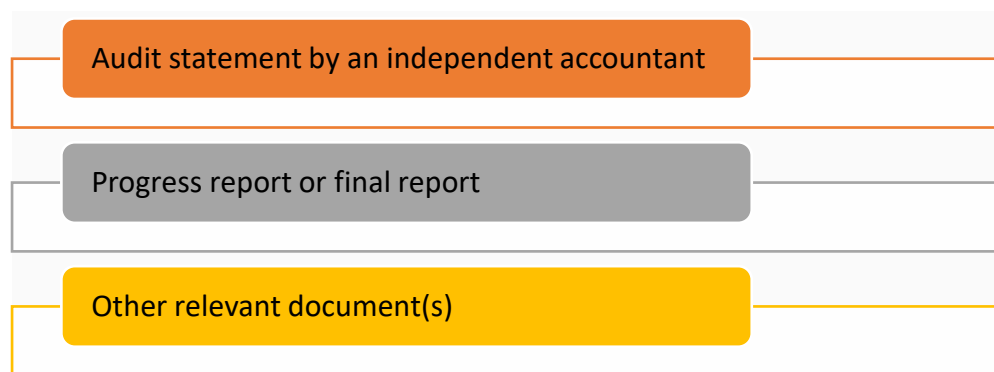 Audit statement by an independent accountant
Progress report or final report
Other relevant document(s)